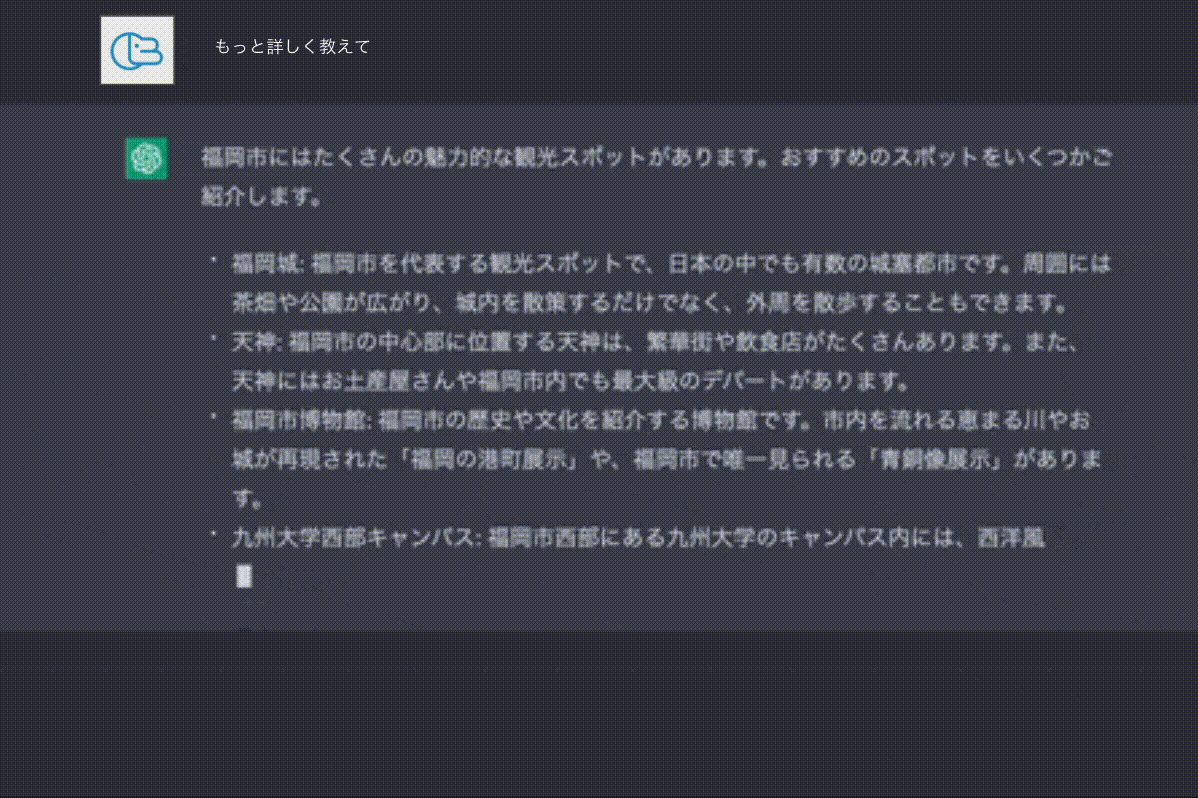 もっと詳しく教えて
福岡市にはたくさんの魅力的な観光スポットがあります。おすすめのスポットをいくつかご
紹介します。
・福岡城: 福岡市を代表する観光スポットで、日本の中でも有数の城塞都市です。周囲には
茶畑や公園が広がり、城内を散策するだけでなく、外周を散歩することもできます。
・天神: 福岡市の中心部に位置する天神は、繁華街や飲食店がたくさんあります。また、
天神にはお土産屋さんや福岡市内でも最大級のデパートがあります。
・福岡市博物館: 福岡市の歴史や文化を紹介する博物館です。市内を流れる恵まる川やお
城が再現された「福岡の港町展示」や、福岡市で唯一見られる「青銅像展示」がありま
す。
・九州大学西部キャンパス: 福岡市西部にある九州大学のキャンパス内には、西洋風